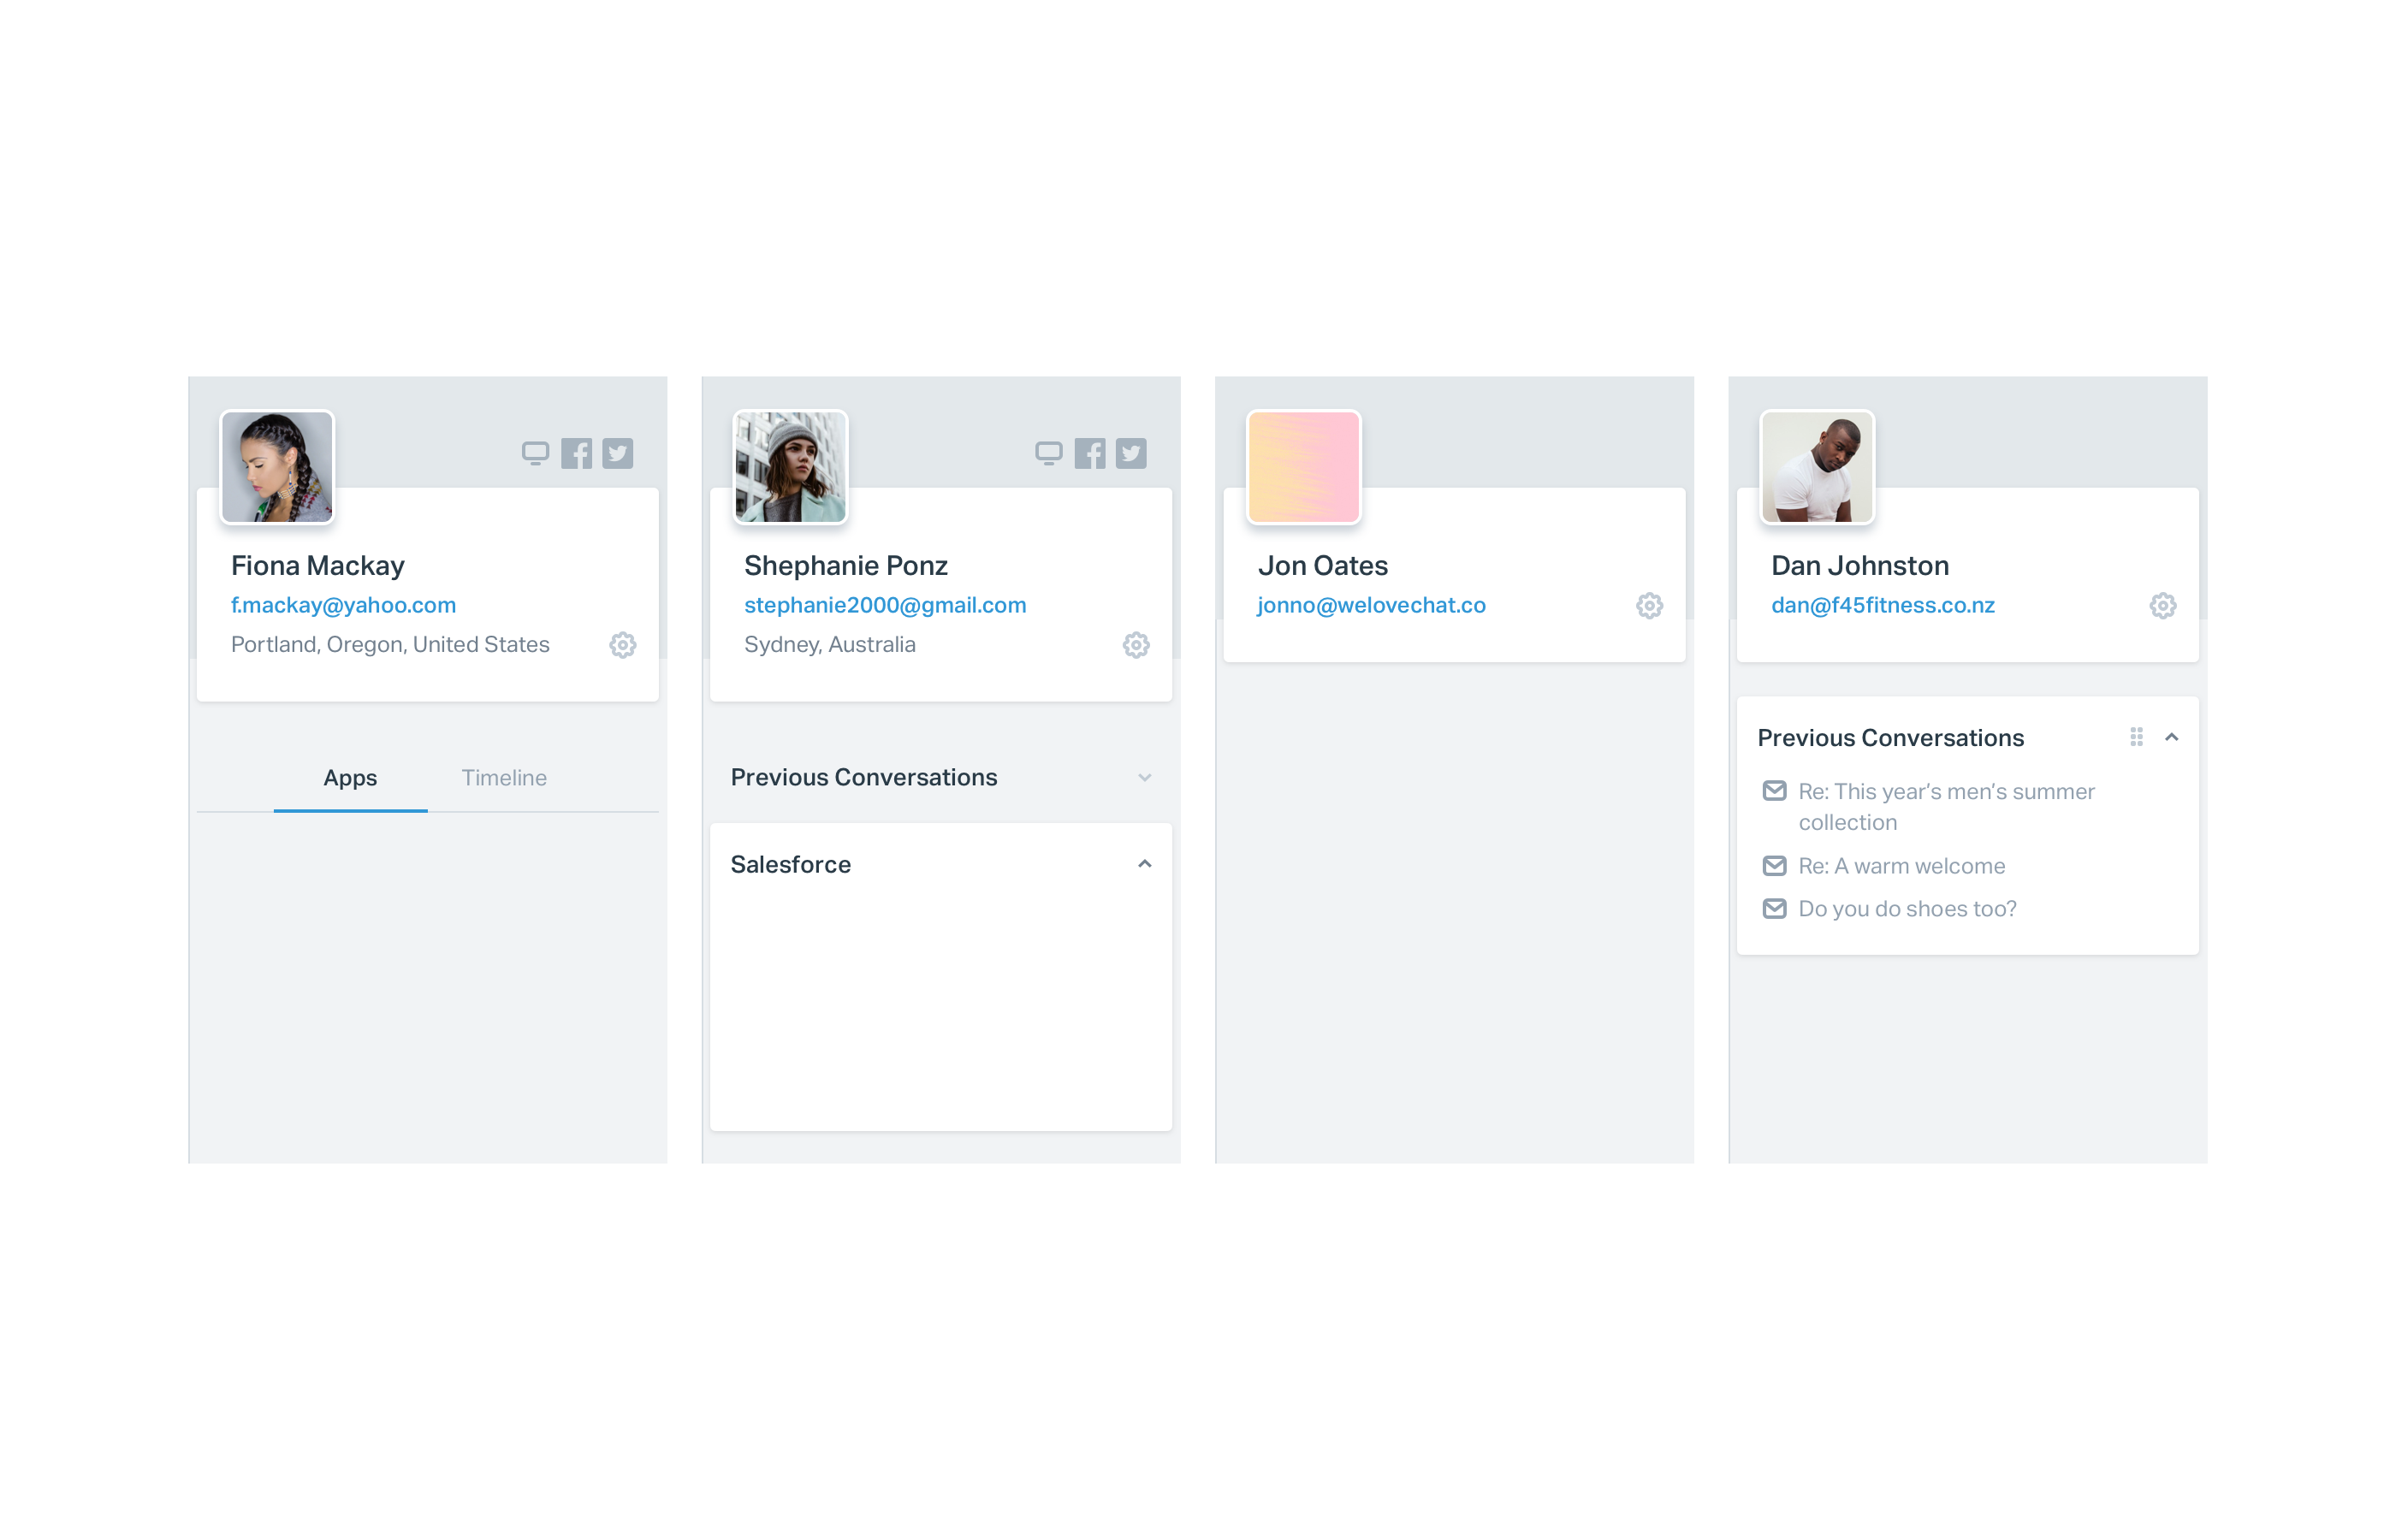 Fiona Mackay
f.mackay@yahoo.com
Portland, Oregon, United States
Apps
Timeline
Shephanie Ponz
stephanie2000@gmail.com
Sydney, Australia
Previous Conversations
Salesforce
Jon Oates
jonno@welovechat.co
Dan Johnston
dan@f45fitness.co.nz
Previous Conversations
Re: This year’s men’s summer
collection
Re: A warm welcome
Do you do shoes too?